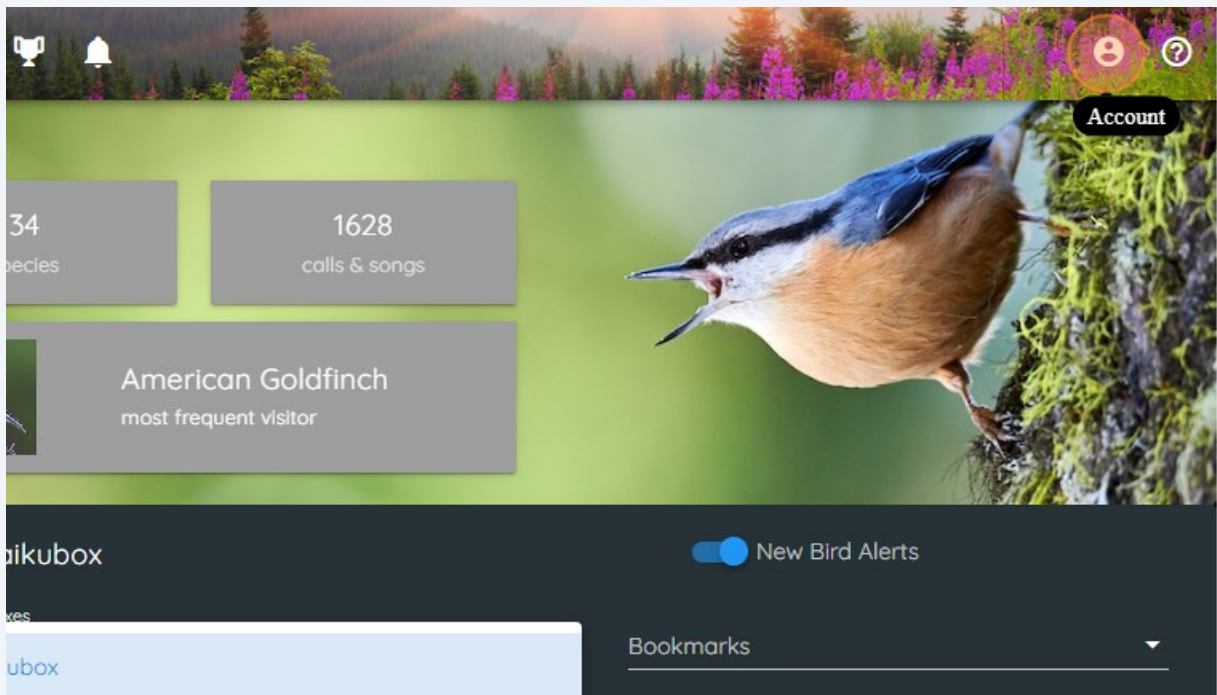 Account
34
1628
pecies
calls & songs
American Goldfinch
most frequent visitor
aikubox
New Bird Alerts
xes
Bookmarks
ubox